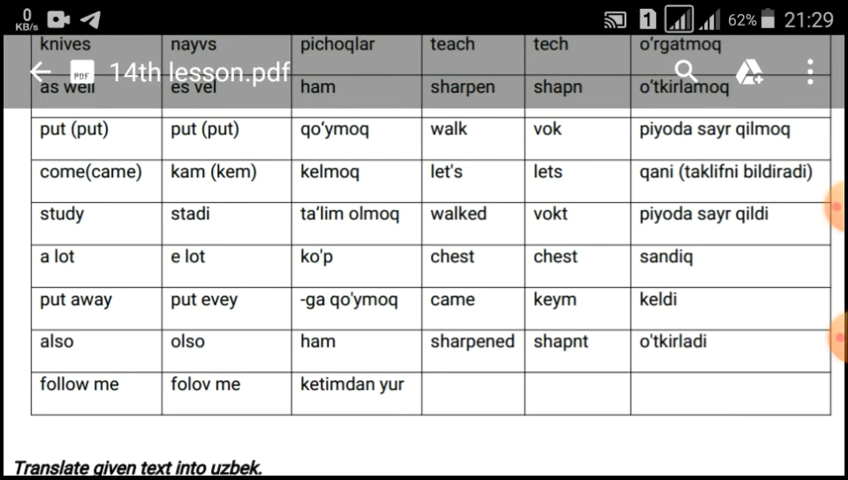 0 KB/s 1 62% 21:29
knives nayvs pichoqlar teach tech o‘rgatmoq
PDF 14th lesson.pdf
as well es vel ham sharpen shapn o‘tkirlamoq
put (put) put (put) qo‘ymoq walk vok piyoda sayr qilmoq
come(came) kam (kem) kelmoq let's lets qani (taklifni bildiradi)
study stadi ta‘lim olmoq walked vokt piyoda sayr qildi
a lot e lot ko'p chest chest sandiq
put away put evey -ga qo'ymoq came keym keldi
also olso ham sharpened shapnt o'tkirladi
follow me folov me ketimdan yur
Translate given text into uzbek.